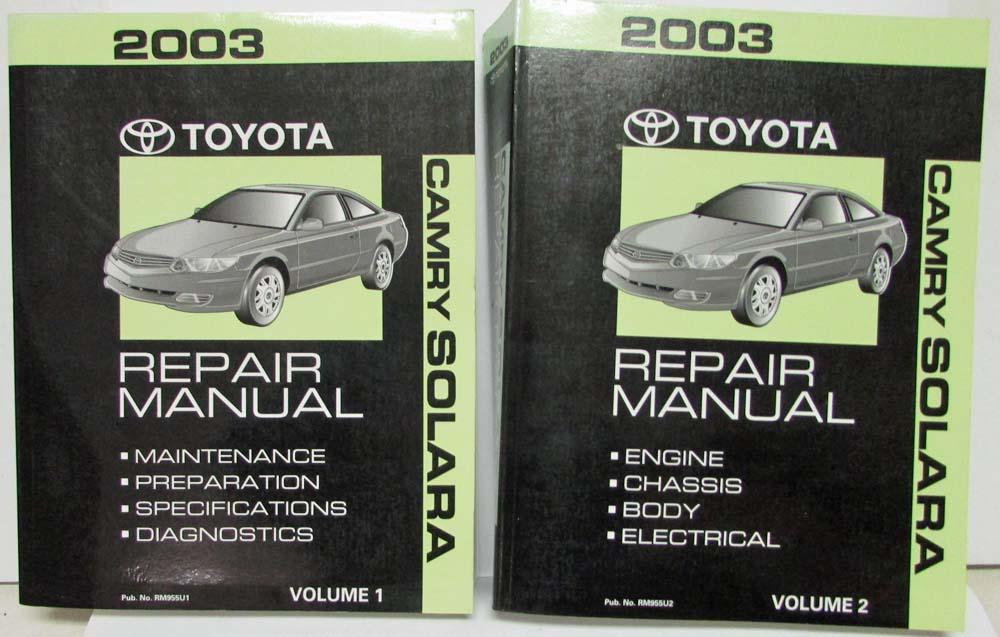 2003
TOYOTA
CAMRY SOLARA
REPAIR
MANUAL
▪ MAINTENANCE
▪ PREPARATION
▪ SPECIFICATIONS
▪ DIAGNOSTICS
Pub. No. RM955U1
VOLUME 1
2003
2003
TOYOTA
CAMRY SOLARA
REPAIR
MANUAL
▪ ENGINE
▪ CHASSIS
▪ BODY
▪ ELECTRICAL
Pub. No. RM955U2
VOLUME 2